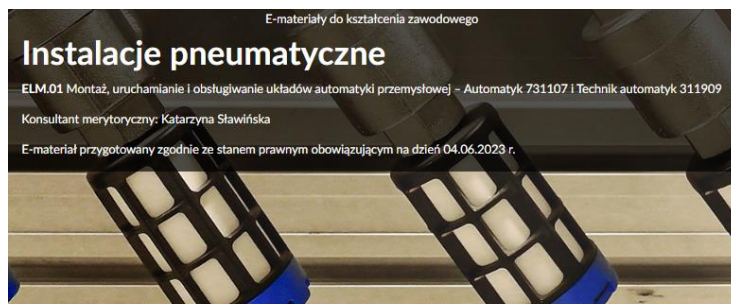 E-materiały do kształcenia zawodowego
Instalacje pneumatyczne
ELM.01 Montaż, uruchamianie i obsługiwanie układów automatyki przemysłowej – Automatyk 731107 i Technik automatyk 311909
Konsultant merytoryczny: Katarzyna Sławińska
E-materiał przygotowany zgodnie ze stanem prawnym obowiązującym na dzień 04.06.2023 r.